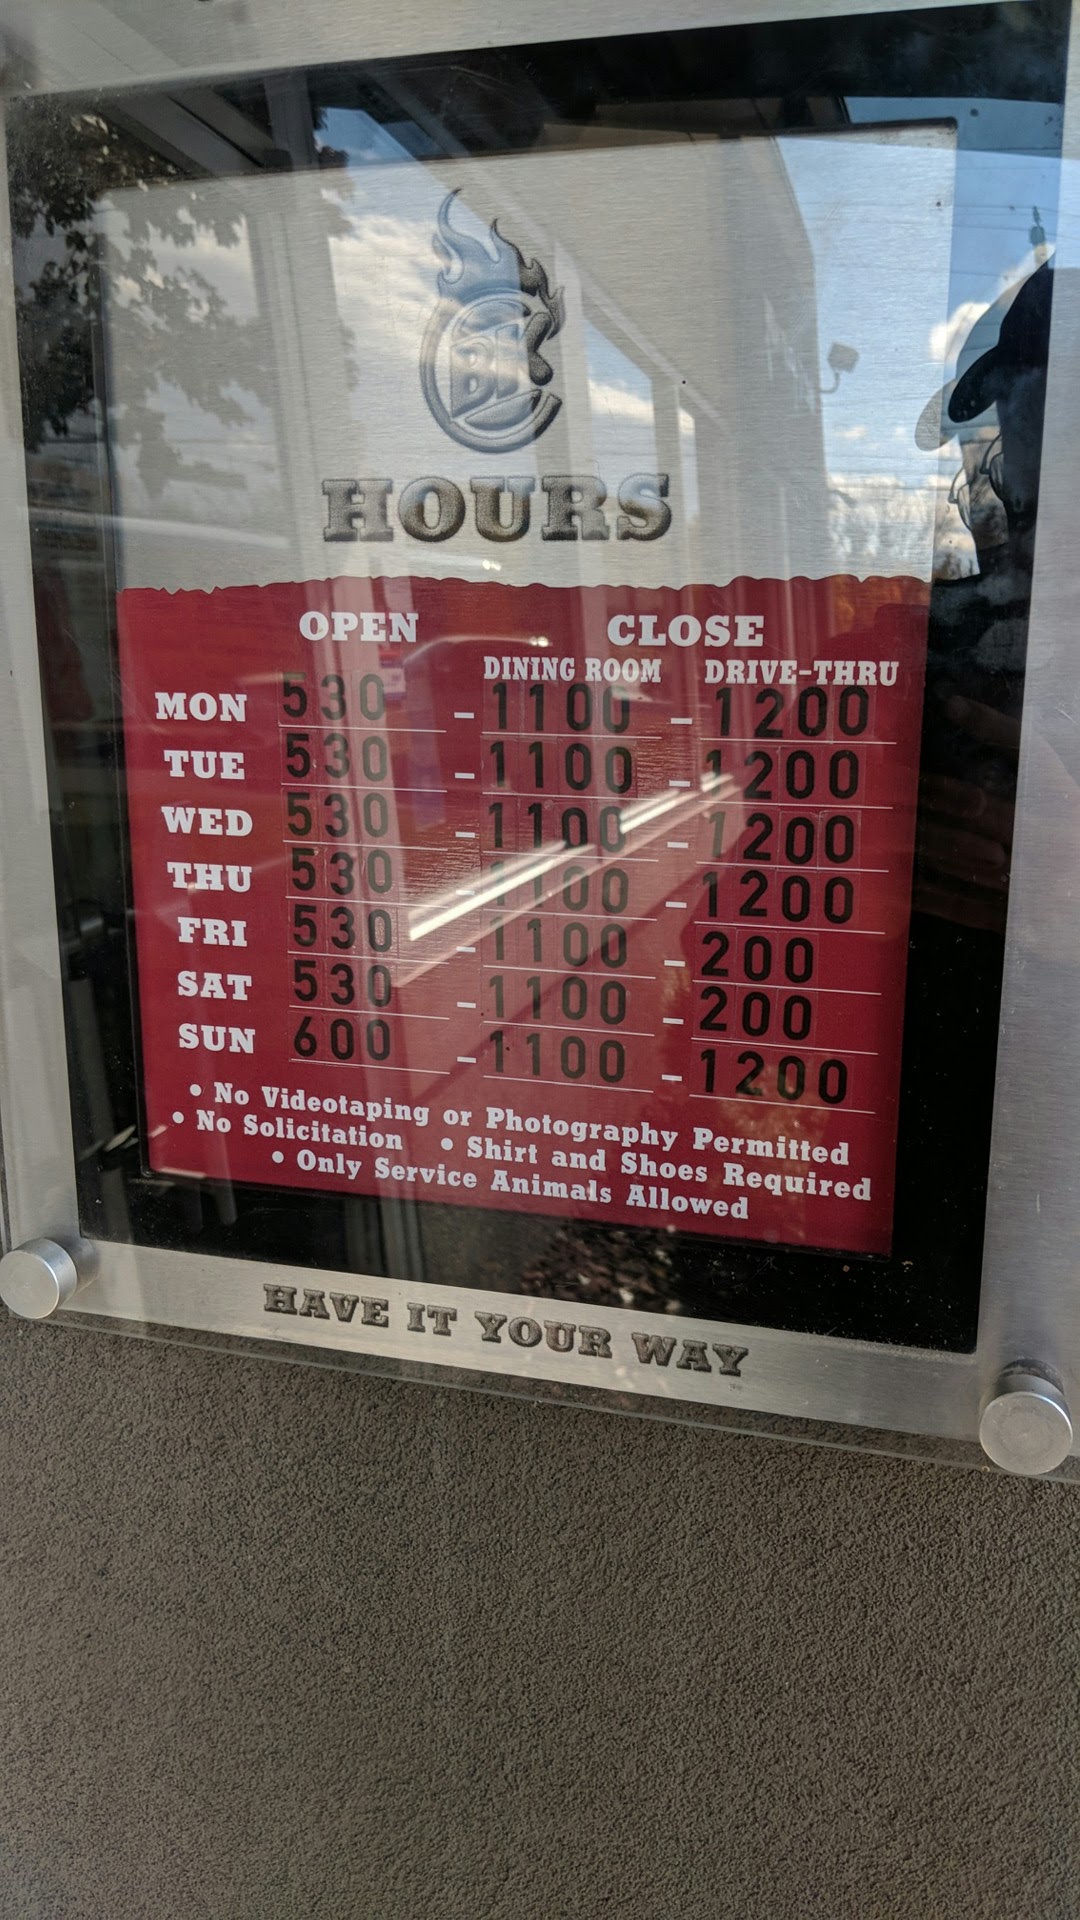 BK
HOURS
OPEN CLOSE
DINING ROOM DRIVE-THRU
MON 530 - 1100 - 1200
TUE 530 - 1100 - 1200
WED 530 - 1100 - 1200
THU 530 - 1100 - 1200
FRI 530 - 1100 - 200
SAT 530 - 1100 - 200
SUN 600 - 1100 - 1200
• No Videotaping or Photography Permitted
• No Solicitation • Shirt and Shoes Required
• Only Service Animals Allowed
HAVE IT YOUR WAY